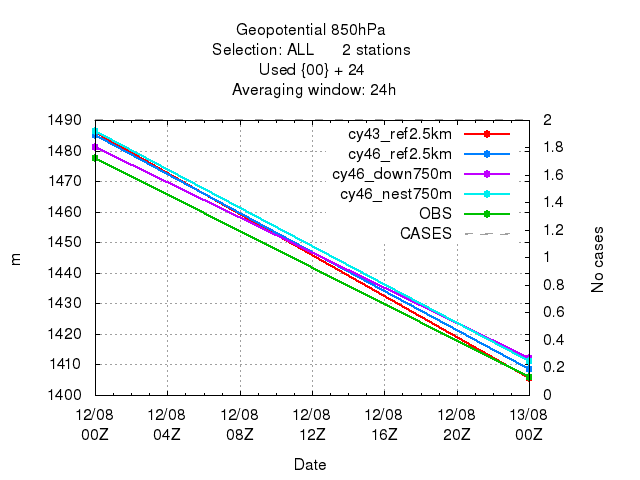 Geopotential 850hPa
Selection: ALL 2 stations
Used {00} + 24
Averaging window: 24h
1490
1480
1470
1460
1450
1440
1430
1420
1410
1400
m
cy43_ref2.5km
cy46_ref2.5km
cy46_down750m
cy46_nest750m
OBS
CASES
2
1.8
1.6
1.4
1.2
1
0.8
0.6
0.4
0.2
0
No cases
12/08 12/08 12/08 12/08 12/08 12/08 13/08
00Z 04Z 08Z 12Z 16Z 20Z 00Z
Date